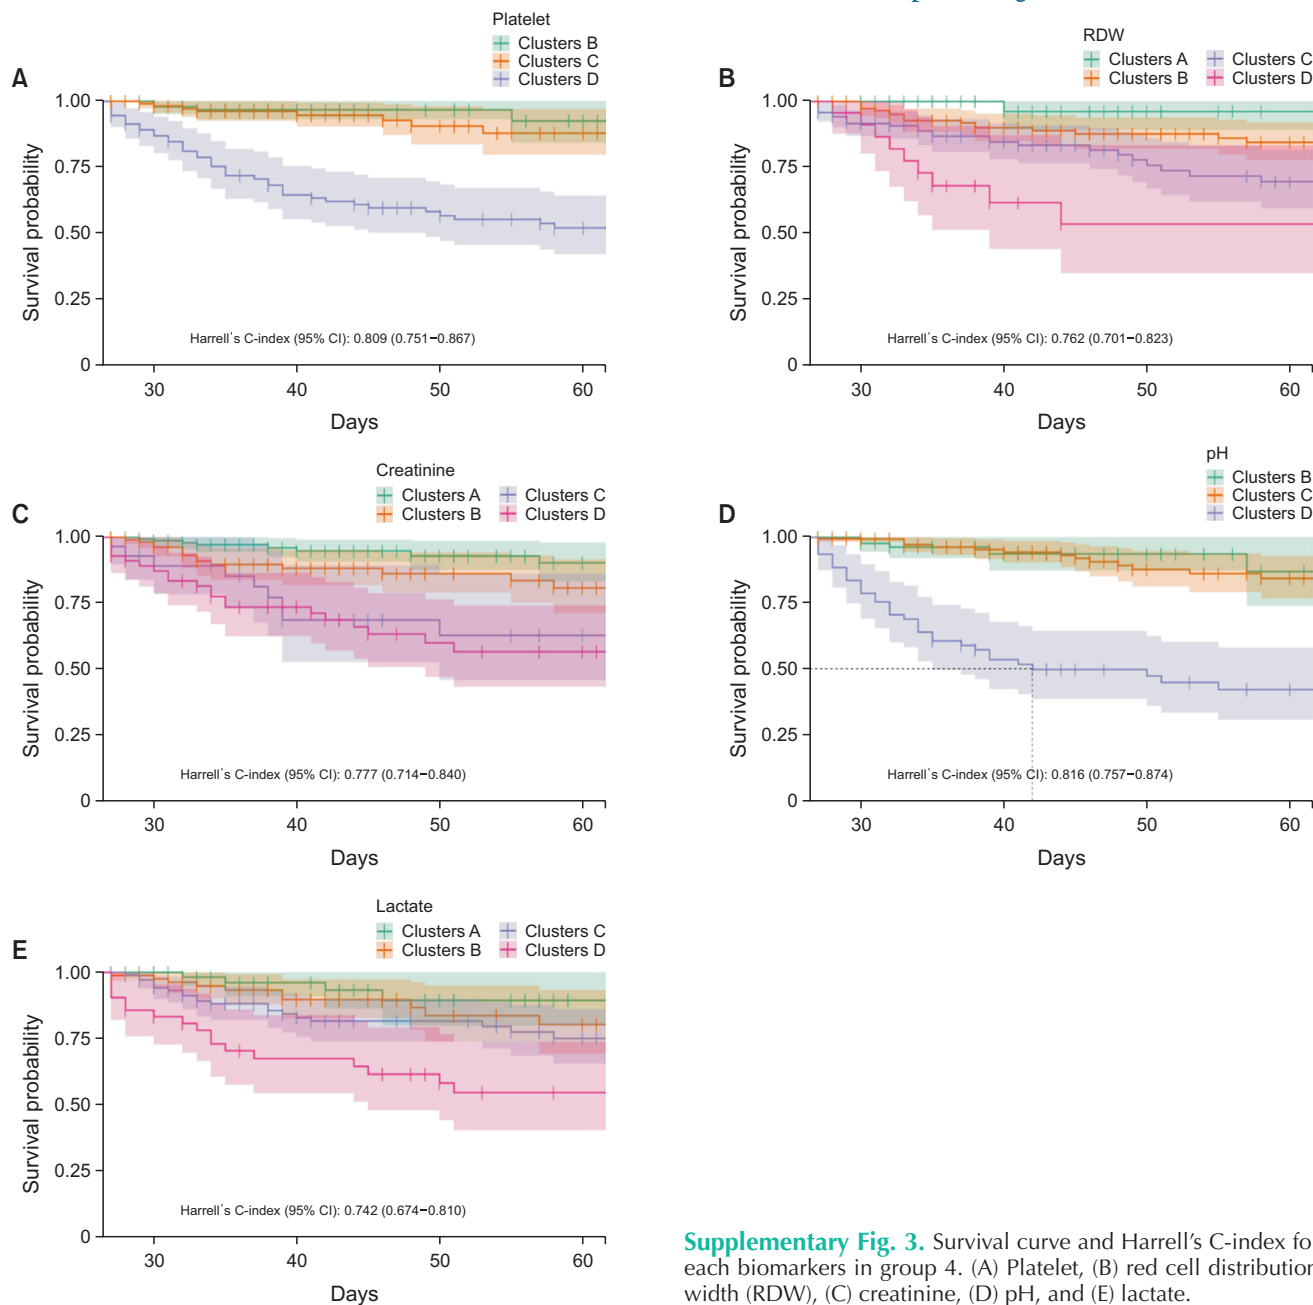 Platelet
Clusters B
Clusters C
Clusters D
A
1.00
0.75
0.50
0.25
0
Survival probability
Harrell's C-index (95% CI): 0.809 (0.751–0.867)
30 40 50 60
Days
RDW
Clusters A Clusters C
Clusters B Clusters D
B
1.00
0.75
0.50
0.25
0
Survival probability
Harrell's C-index (95% CI): 0.762 (0.701–0.823)
30 40 50 60
Days
Creatinine
Clusters A Clusters C
Clusters B Clusters D
C
1.00
0.75
0.50
0.25
0
Survival probability
Harrell's C-index (95% CI): 0.777 (0.714–0.840)
30 40 50 60
Days
pH
Clusters B
Clusters C
Clusters D
D
1.00
0.75
0.50
0.25
0
Survival probability
Harrell's C-index (95% CI): 0.816 (0.757–0.874)
30 40 50 60
Days
Lactate
Clusters A Clusters C
Clusters B Clusters D
E
1.00
0.75
0.50
0.25
0
Survival probability
Harrell's C-index (95% CI): 0.742 (0.674–0.810)
30 40 50 60
Days
Supplementary Fig. 3. Survival curve and Harrell's C-index fo
each biomarkers in group 4. (A) Platelet, (B) red cell distribution
width (RDW), (C) creatinine, (D) pH, and (E) lactate.